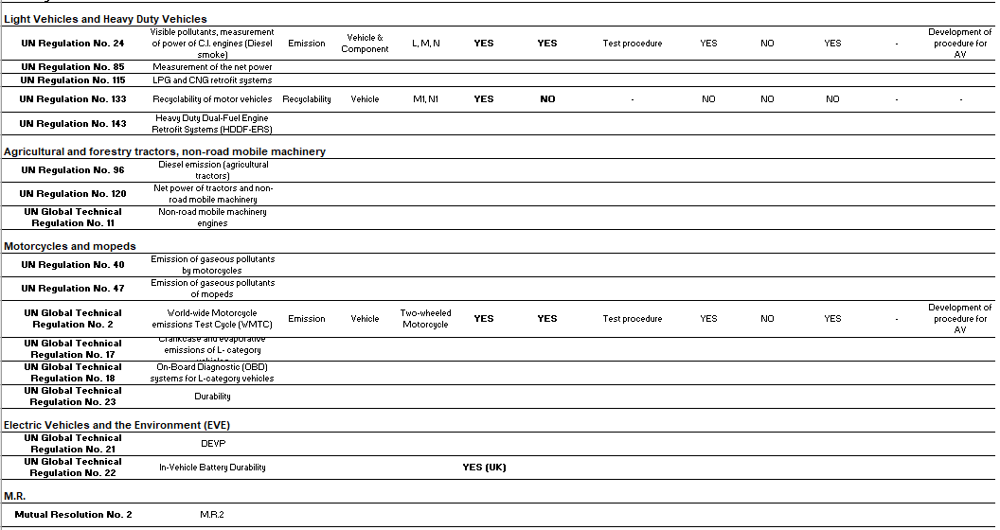 Light Vehicles and Heavy Duty Vehicles
UN Regulation No. 24 Visible pollutants, measurement of power of C.I. engines (Diesel smoke) Emission Vehicle & Component L, M, N YES YES Test procedure YES NO YES - Development of procedure for AV
UN Regulation No. 85 Measurement of the net power
UN Regulation No. 115 LPG and CNG retrofit systems
UN Regulation No. 133 Recyclability of motor vehicles Recyclability Vehicle M1, N1 YES NO - NO NO NO - -
UN Regulation No. 143 Heavy Duty Dual-Fuel Engine Retrofit Systems (HDDF-ERS)
Agricultural and forestry tractors, non-road mobile machinery
UN Regulation No. 96 Diesel emission (agricultural tractors)
UN Regulation No. 120 Net power of tractors and non-road mobile machinery
UN Global Technical Regulation No. 11 Non-road mobile machinery engines
Motorcycles and mopeds
UN Regulation No. 40 Emission of gaseous pollutants by motorcycles
UN Regulation No. 47 Emission of gaseous pollutants of mopeds
UN Global Technical Regulation No. 2 World-wide Motorcycle emissions Test Cycle (WMTC) Emission Vehicle Two-wheeled Motorcycle YES YES Test procedure YES NO YES - Development of procedure for AV
UN Global Technical Regulation No. 17 Crankcase and evaporative emissions of L- category
UN Global Technical Regulation No. 18 On-Board Diagnostic (OBD) systems for L-category vehicles
UN Global Technical Regulation No. 23 Durability
Electric Vehicles and the Environment (EVE)
UN Global Technical Regulation No. 21 DEVP
UN Global Technical Regulation No. 22 In-Vehicle Battery Durability YES (UK)
M.R.
Mutual Resolution No. 2 M.R.2